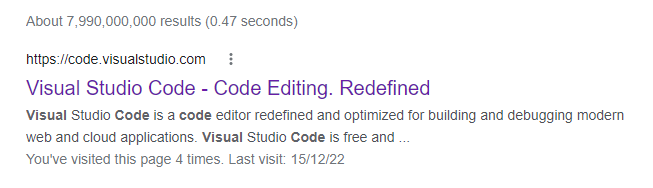 About 7,990,000,000 results (0.47 seconds)
https://code.visualstudio.com
Visual Studio Code - Code Editing. Redefined
Visual Studio Code is a code editor redefined and optimized for building and debugging modern
web and cloud applications. Visual Studio Code is free and ...
You've visited this page 4 times. Last visit: 15/12/22